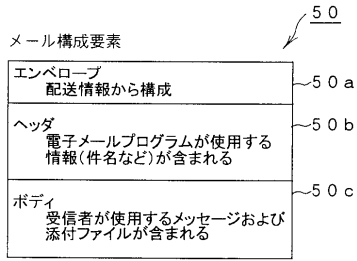 ５０
メール構成要素
エンベロープ
配送情報から構成
５０ａ
ヘッダ
電子メールプログラムが使用する
情報(件名など)が含まれる
５０ｂ
ボディ
受信者が使用するメッセージおよび
添付ファイルが含まれる
５０ｃ